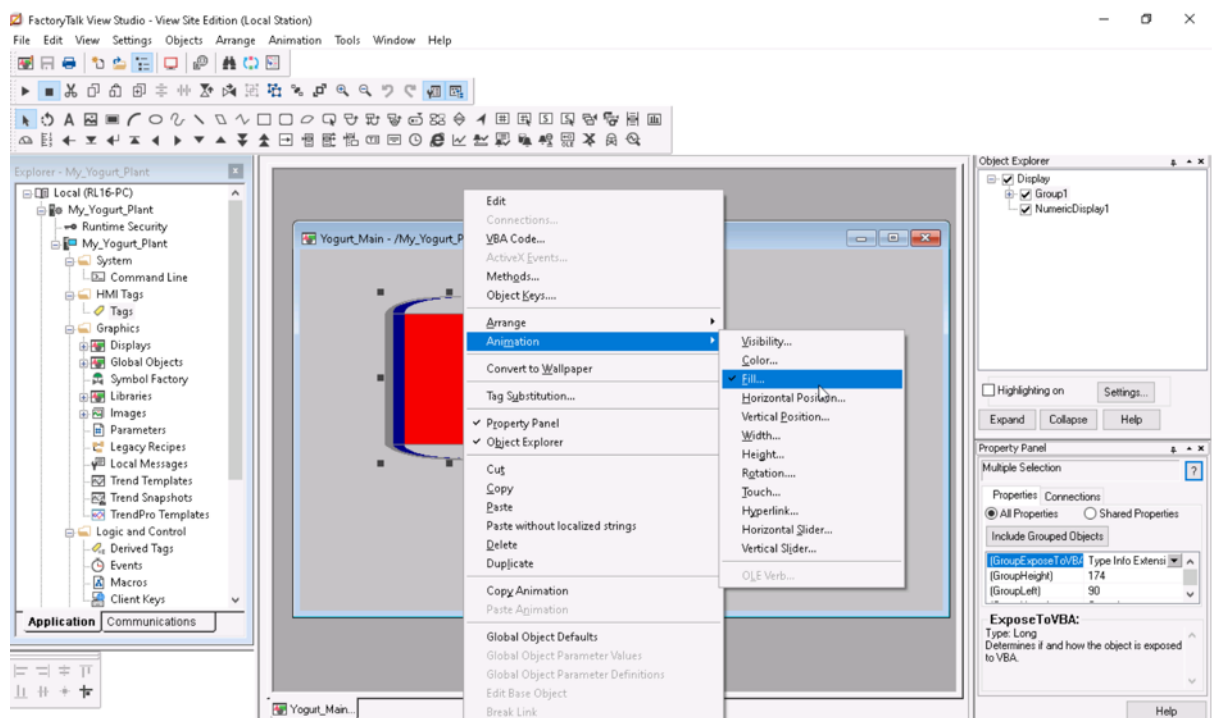 FactoryTalk View Studio - View Site Edition (Local Station)
File Edit View Settings Objects Arrange Animation Tools Window Help
Explorer - My_Yogurt_Plant
Local (RL16-PC)
My_Yogurt_Plant
Runtime Security
My_Yogurt_Plant
System
Command Line
HMI Tags
Tags
Graphics
Displays
Global Objects
Symbol Factory
Libraries
Images
Parameters
Legacy Recipes
Local Messages
Trend Templates
Trend Snapshots
TrendPro Templates
Logic and Control
Derived Tags
Events
Macros
Client Keys
Application Communications
Yogurt_Main - /My_Yogurt_P
Edit
Connections...
VBA Code...
ActiveX Events...
Methods...
Object Keys....
Arrange
Animation
Convert to Wallpaper
Tag Substitution...
Property Panel
Object Explorer
Cut
Copy
Paste
Paste without localized strings
Delete
Duplicate
Copy Animation
Paste Animation
Global Object Defaults
Global Object Parameter Values
Global Object Parameter Definitions
Edit Base Object
Break Link
Visibility...
Color...
Fill...
Horizontal Position...
Vertical Position...
Width...
Height...
Rotation....
Touch...
Hyperlink...
Horizontal Slider...
Vertical Slider...
OLE Verb...
Yogurt_Main...
Object Explorer
Display
Group1
NumericDisplay1
Highlighting on Settings...
Expand Collapse Help
Property Panel
Multiple Selection
?
Properties Connections
All Properties Shared Properties
Include Grouped Objects
(GroupExposeToVBA Type Info Extensi
(GroupHeight) 174
(GroupLeft) 90
ExposeToVBA:
Type: Long
Determines if and how the object is exposed
to VBA.
Help